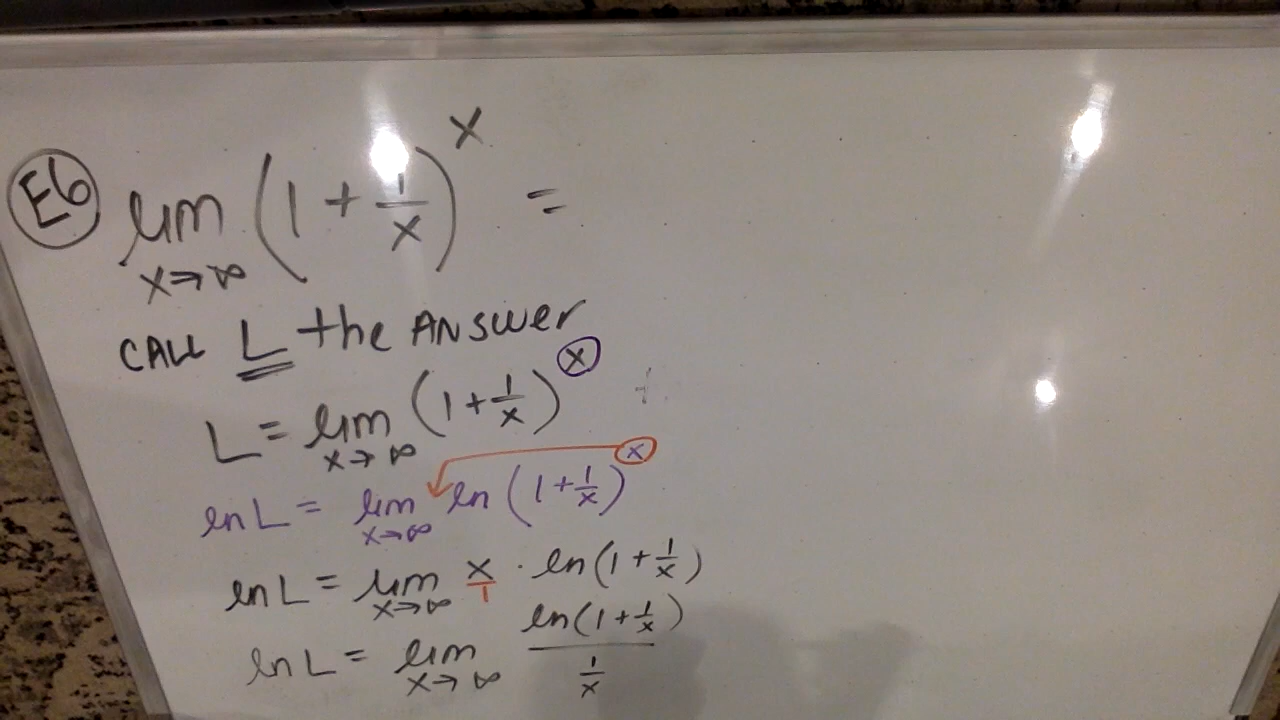 E6 lim x→∞ (1 + 1/x)^x =
CALL L the ANSWER
L = lim x→∞ (1 + 1/x)^x
ln L = lim x→∞ ln (1 + 1/x)^x
ln L = lim x→∞ x/1 · ln (1 + 1/x)
ln L = lim x→∞ ln(1 + 1/x) / 1/x